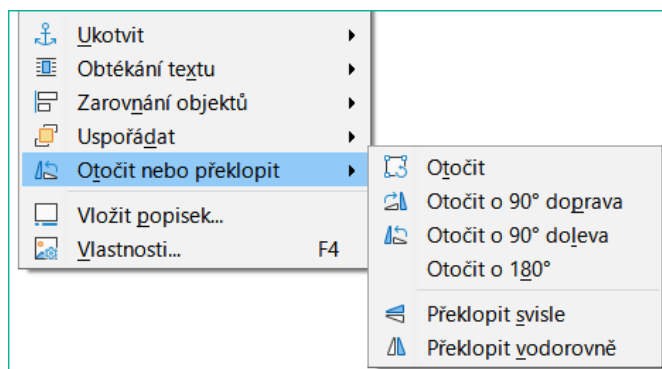 Ukotvit
Obtékání textu
Zarovnání objektů
Uspořádat
Otočit nebo překlopit
Vložit popisek...
Vlastnosti... F4
Otočit
Otočit o 90° doprava
Otočit o 90° doleva
Otočit o 180°
Překlopit svisle
Překlopit vodorovně